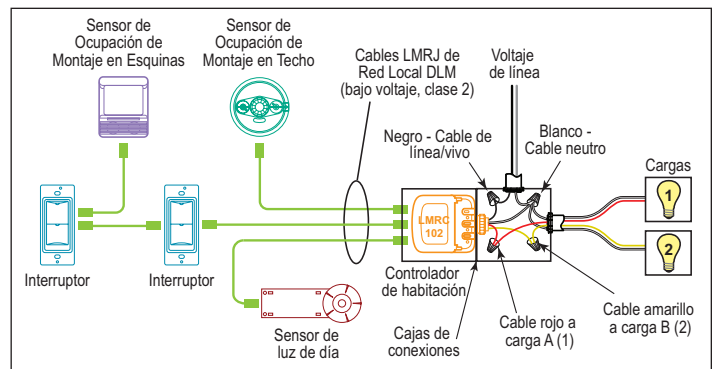 Sensor de
Ocupación de
Montaje en Esquinas
Sensor de
Ocupación de
Montaje en Techo
Cables LMRJ de
Red Local DLM
(bajo voltaje, clase 2)
Voltaje
de línea
Negro - Cable de
línea/vivo
Blanco -
Cable neutro
Cargas
1
2
LMRC
102
Interruptor
Interruptor
Controlador
de habitación
Sensor de
luz de día
Cajas de
conexiones
Cable rojo a
carga A (1)
Cable amarillo
a carga B (2)